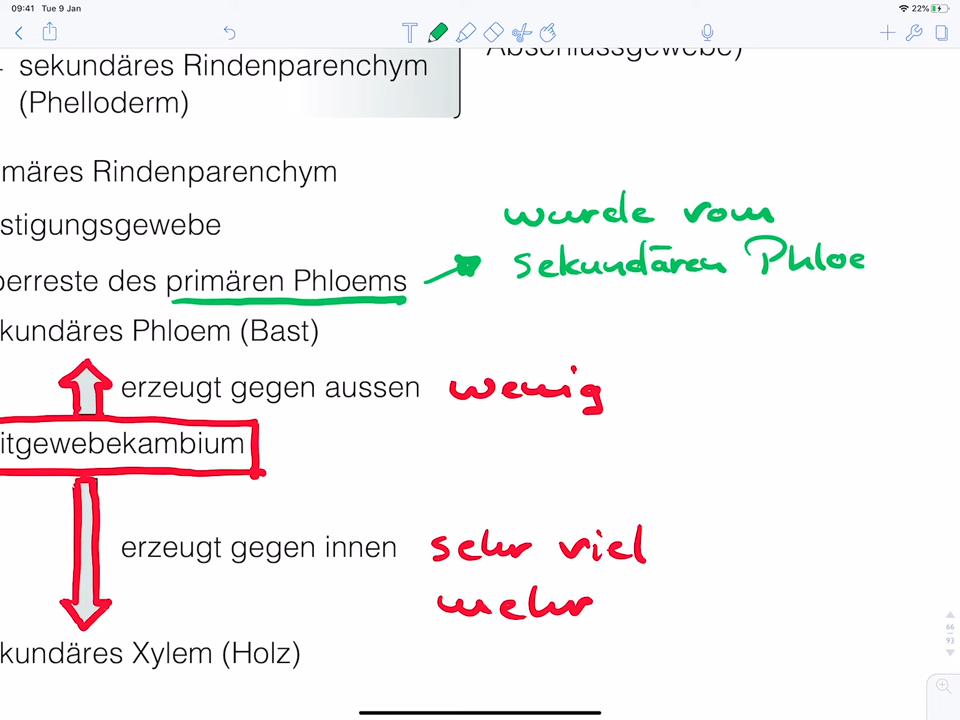 09:41 Tue 9 Jan
22%
T
Abschlussgewebe)
sekundäres Rindenparenchym
(Phelloderm)
märes Rindenparenchym
stigungsgewebe
wurde vom
sekundären Phloe
berreste des primären Phloems
kundäres Phloem (Bast)
erzeugt gegen aussen wenig
itgewebekambium
erzeugt gegen innen sehr viel
mehr
66
93
kundäres Xylem (Holz)